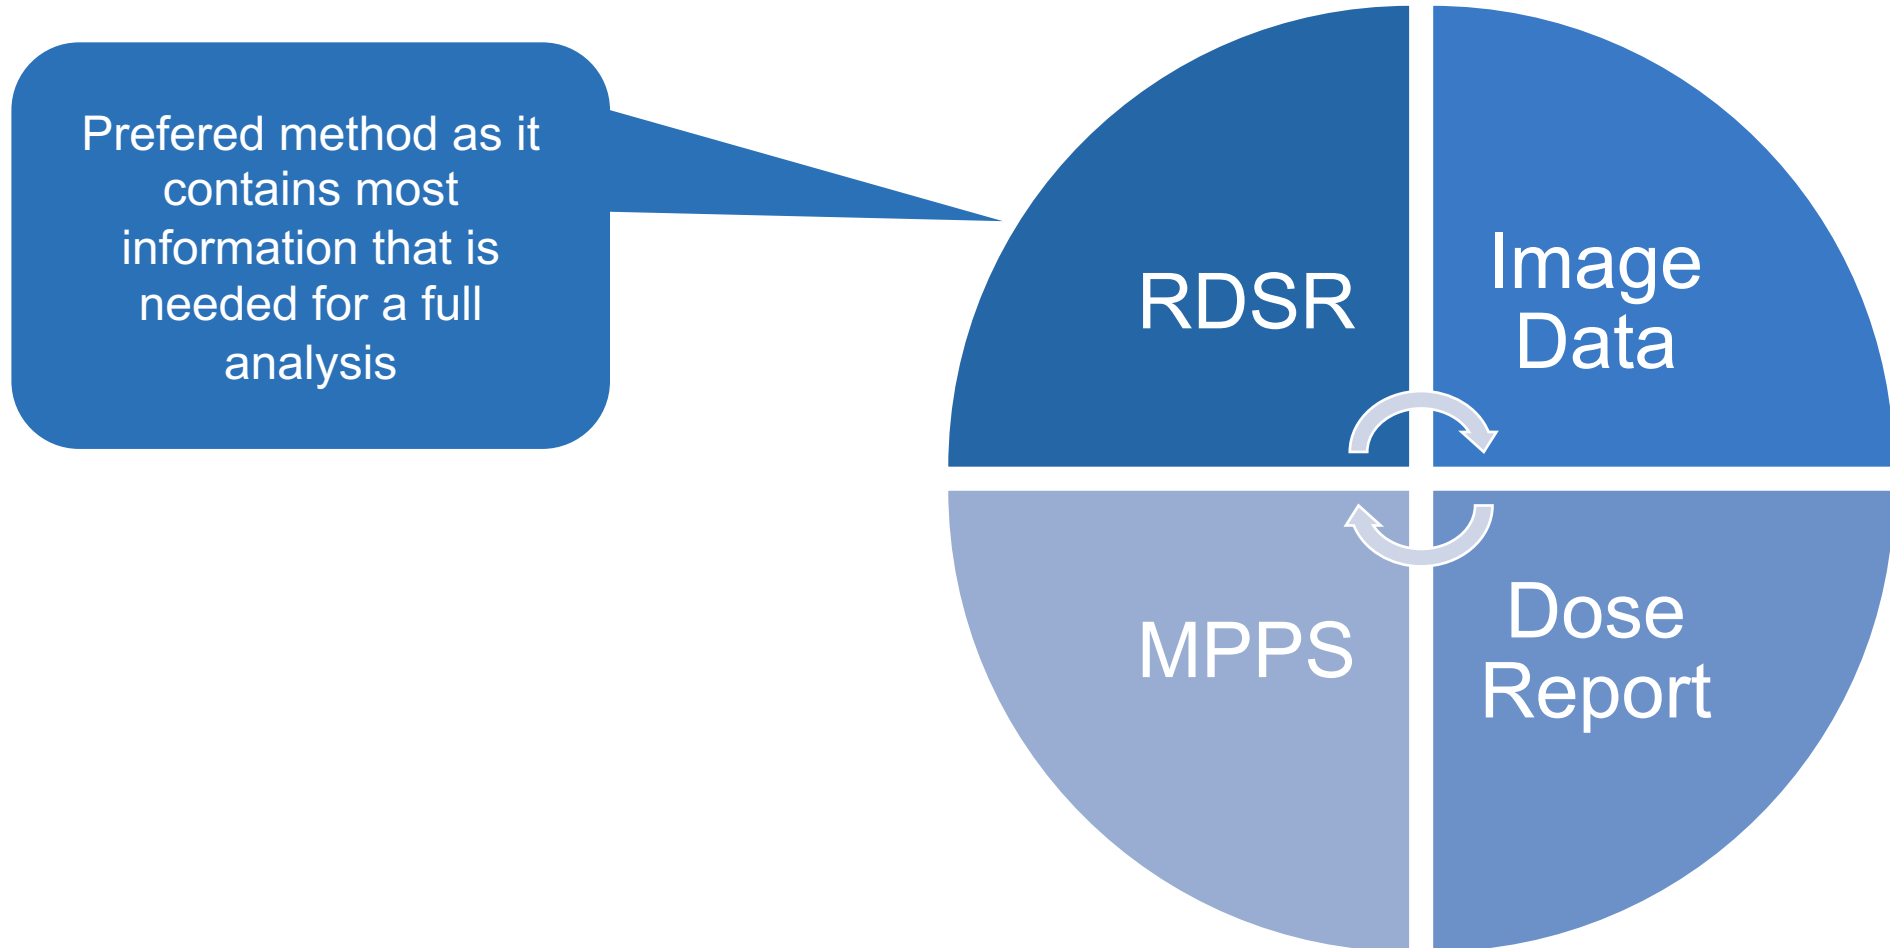 Prefered method as it
contains most
information that is
needed for a full
analysis
RDSR
Image
Data
MPPS
Dose
Report